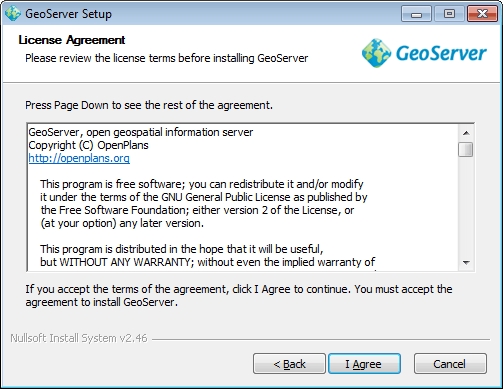 GeoServer Setup
License Agreement
Please review the license terms before installing GeoServer
GeoServer
Press Page Down to see the rest of the agreement.
GeoServer, open geospatial information server
Copyright (C) OpenPlans
http://openplans.org
This program is free software; you can redistribute it and/or modify
it under the terms of the GNU General Public License as published by
the Free Software Foundation; either version 2 of the License, or
(at your option) any later version.
This program is distributed in the hope that it will be useful,
but WITHOUT ANY WARRANTY; without even the implied warranty of
If you accept the terms of the agreement, click I Agree to continue. You must accept the
agreement to install GeoServer.
Nullsoft Install System v2.46
< Back
I Agree
Cancel